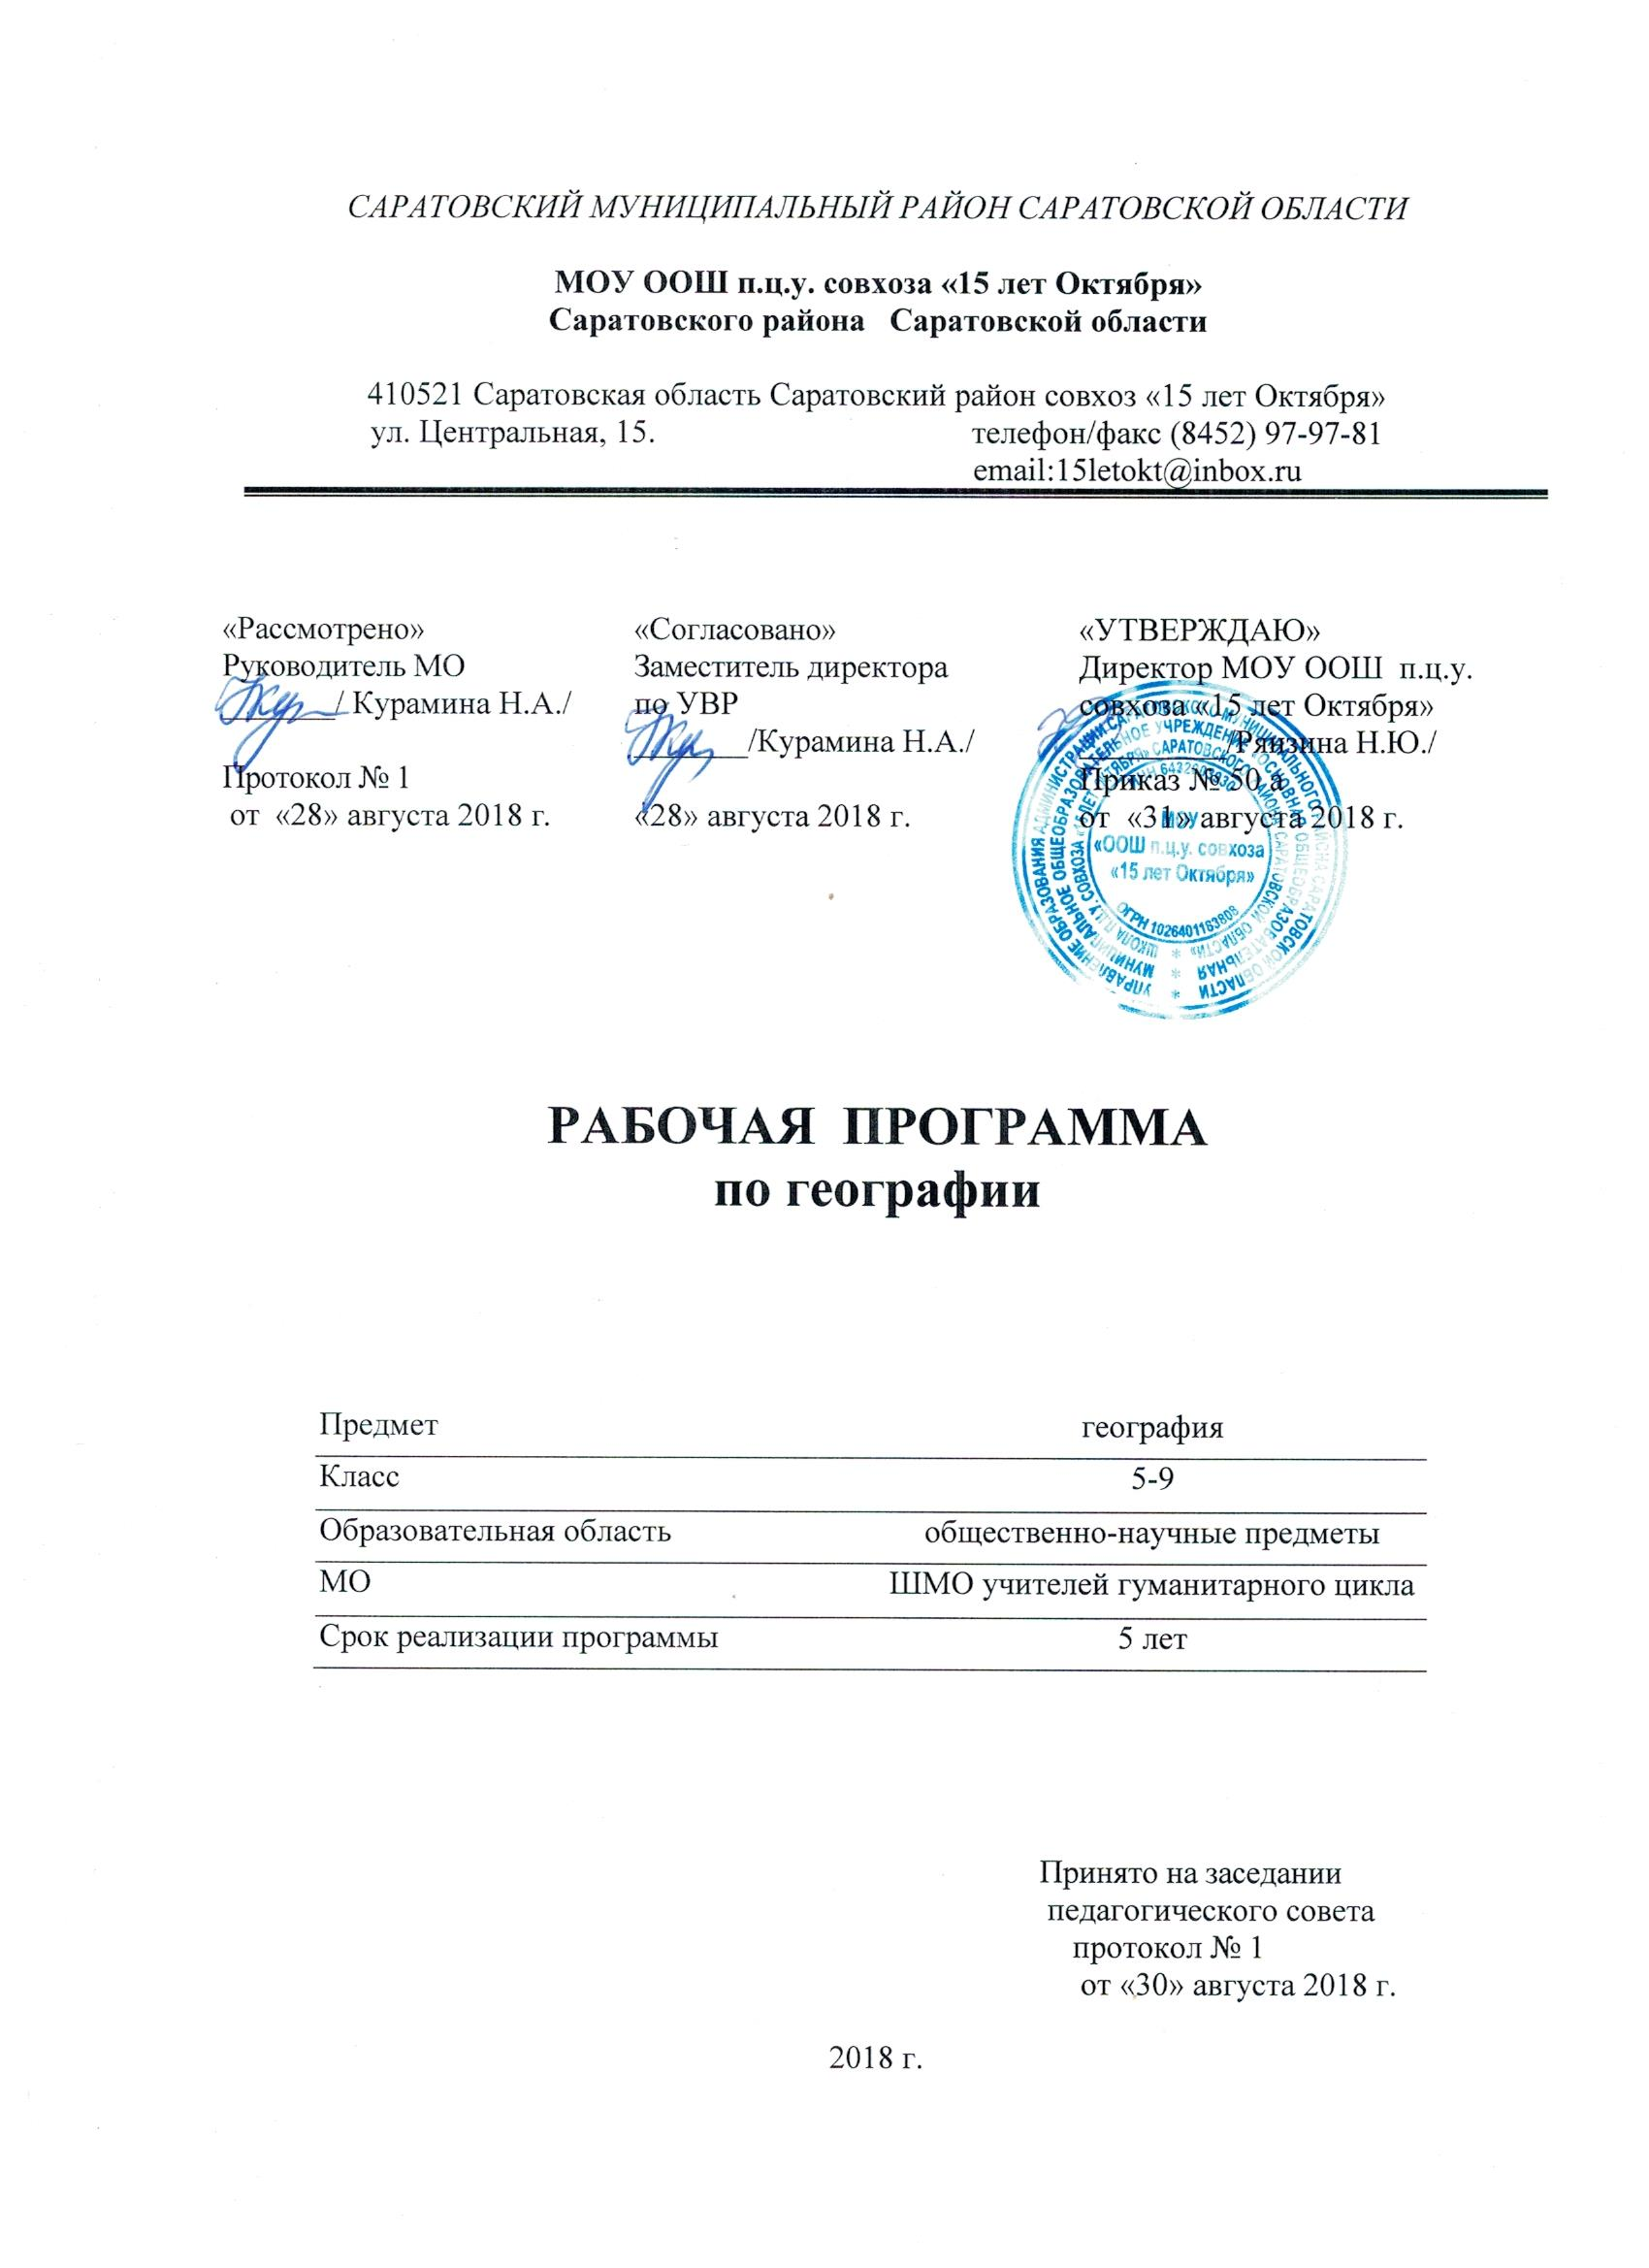 САРАТОВСКИЙ МУНИЦИПАЛЬНЫЙ РАЙОН САРАТОВСКОЙ ОБЛАСТИ
МОУ ООШ п.ц.у. совхоза «15 лет Октября»
Саратовского района Саратовской области
410521 Саратовская область Саратовский район совхоз «15 лет Октября»
ул. Центральная, 15. телефон/факс (8452) 97-97-81
email:15letokt@inbox.ru
«Рассмотрено»
Руководитель МО
/ Курамина Н.А./
Протокол № 1
от «28» августа 2018 г.
«Согласовано»
Заместитель директора
по УВР
/Курамина Н.А./
«28» августа 2018 г.
«УТВЕРЖДАЮ»
Директор МОУ ООШ п.ц.у.
совхоза «15 лет Октября»
/Рянзина Н.Ю./
Приказ № 50 а
от «31» августа 2018 г.
МОУ
«ООШ п.ц.у. совхоза
«15 лет Октября»
ОГРН 1026401183808
РАБОЧАЯ ПРОГРАММА
по географии
Предмет география
Класс 5-9
Образовательная область общественно-научные предметы
МО ШМО учителей гуманитарного цикла
Срок реализации программы 5 лет
Принято на заседании
педагогического совета
протокол № 1
от «30» августа 2018 г.
2018 г.